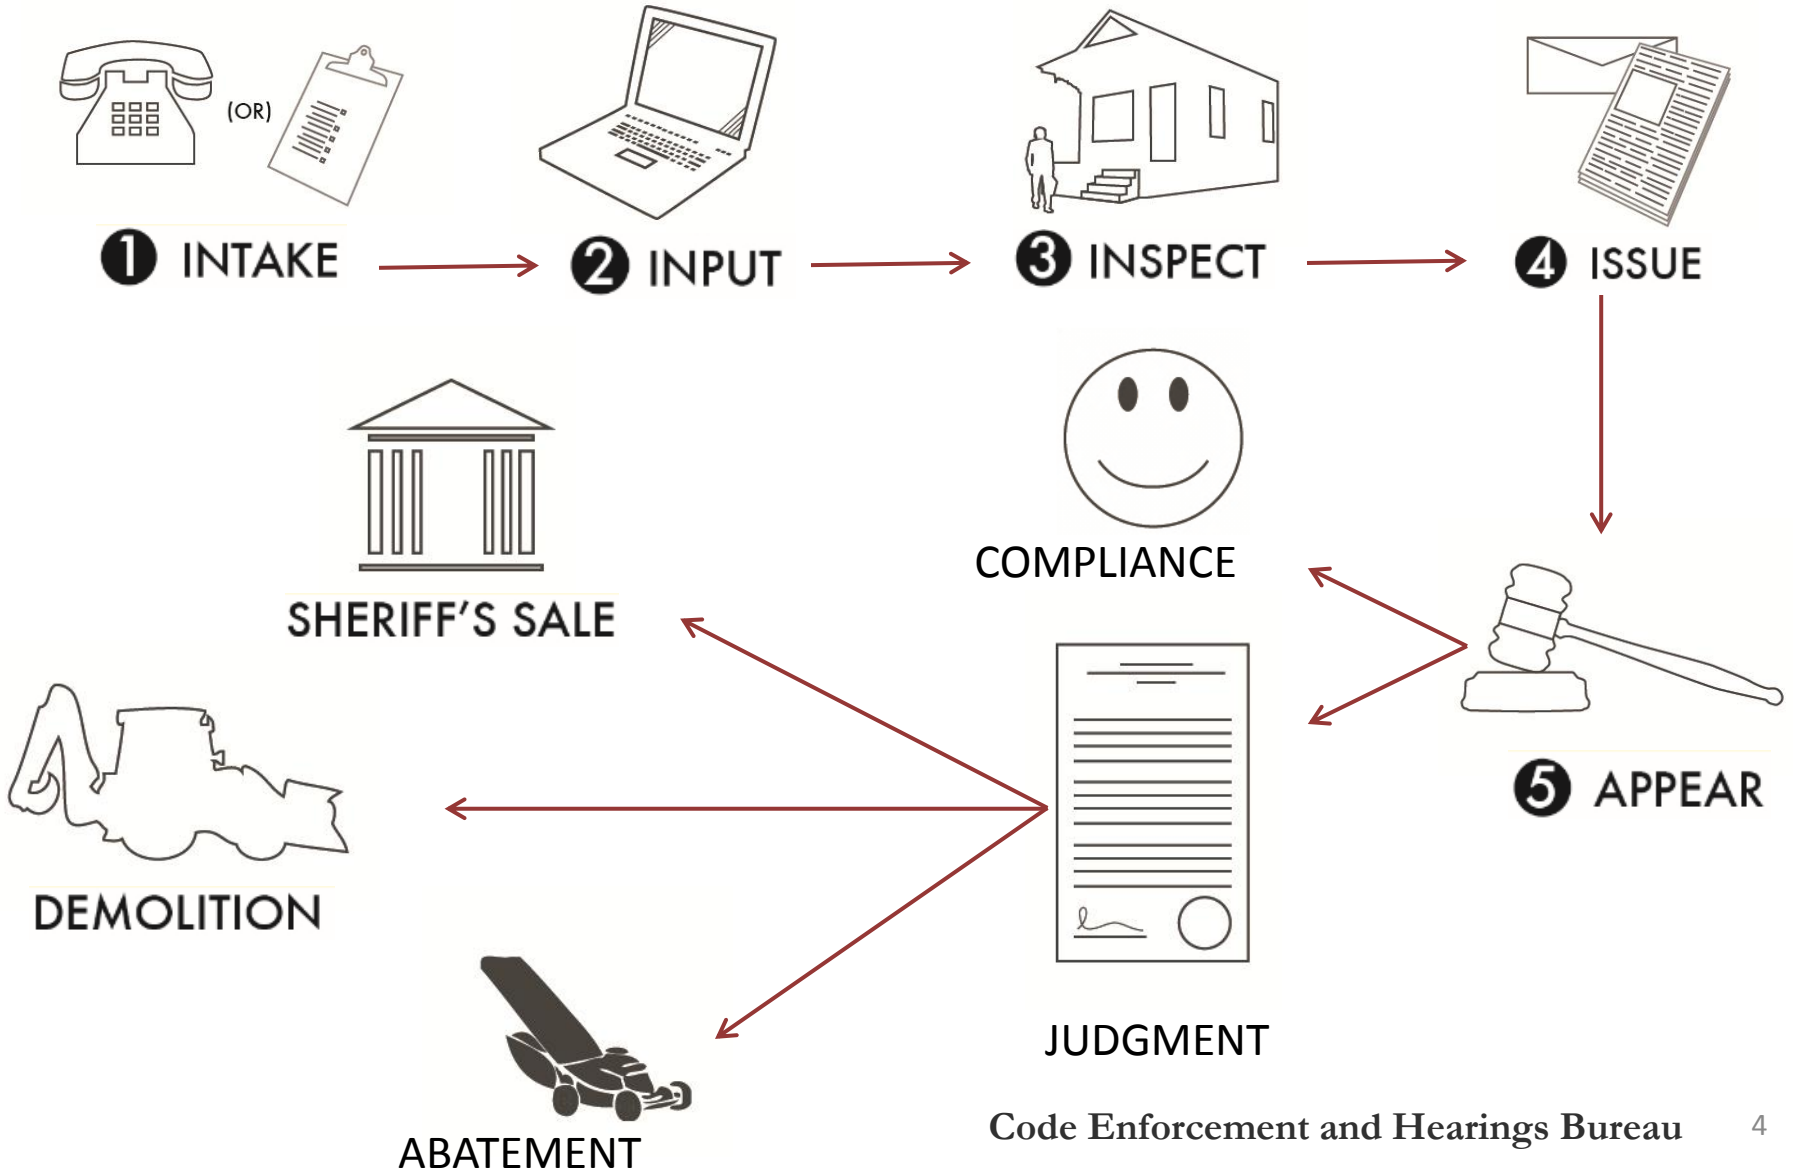 (OR)
1 INTAKE
2 INPUT
3 INSPECT
4 ISSUE
COMPLIANCE
SHERIFF'S SALE
5 APPEAR
DEMOLITION
JUDGMENT
ABATEMENT
Code Enforcement and Hearings Bureau 4